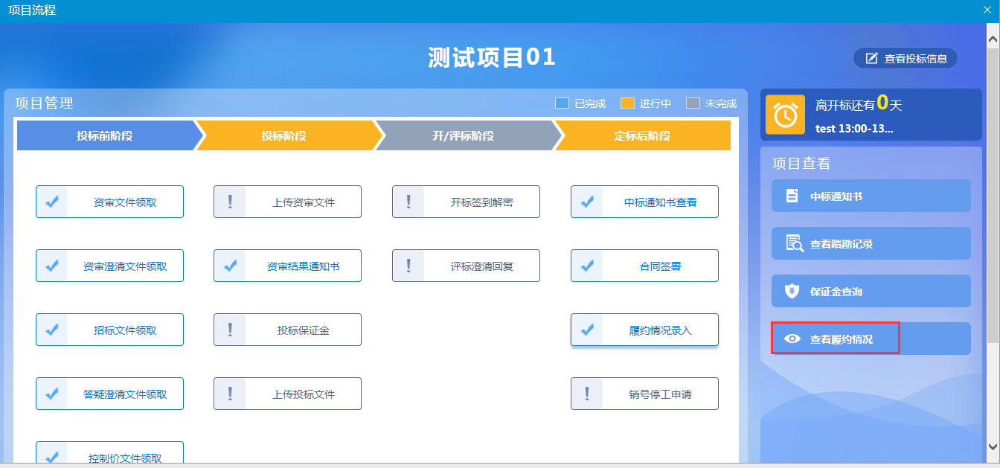 项目流程
测试项目01
查看投标信息
项目管理
已完成
进行中
未完成
投标前阶段
投标阶段
开/评标阶段
定标后阶段
资审文件领取
上传资审文件
开标签到解密
中标通知书查看
资审澄清文件领取
资审结果通知书
评标澄清回复
合同签署
招标文件领取
投标保证金
履约情况录入
答疑澄清文件领取
上传投标文件
销号停工申请
控制价文件领取
离开标还有0天
test 13:00-13...
项目查看
中标通知书
查看踏勘记录
保证金查询
查看履约情况